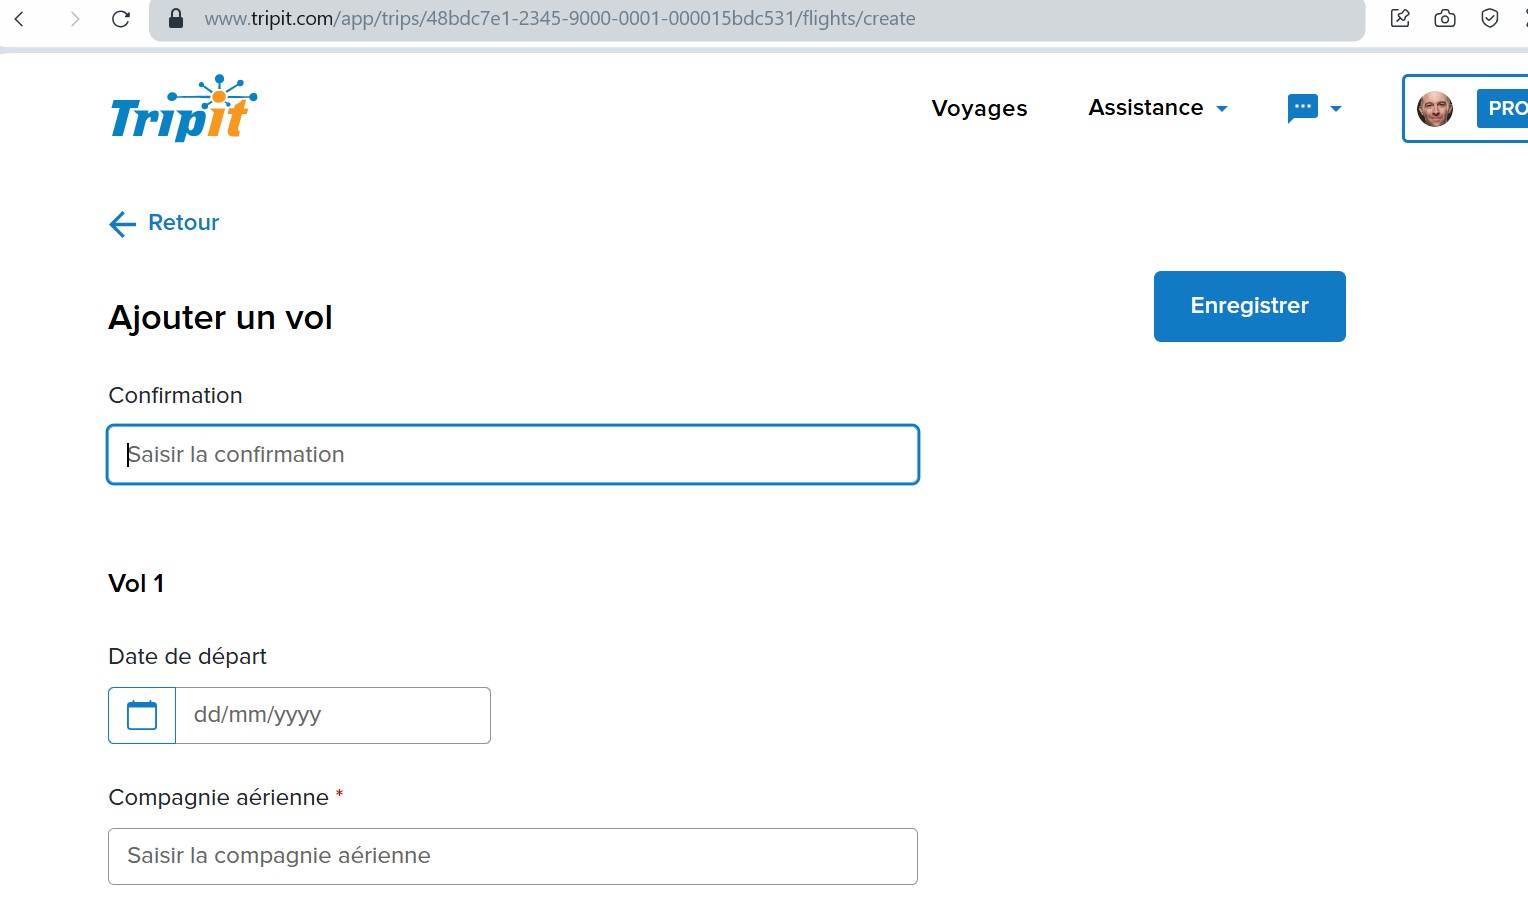 www.tripit.com/app/trips/48bdc7e1-2345-9000-0001-000015bdc531/flights/create
Tripit
Voyages
Assistance
PRO
Retour
Ajouter un vol
Enregistrer
Confirmation
Saisir la confirmation
Vol 1
Date de départ
dd/mm/yyyy
Compagnie aérienne *
Saisir la compagnie aérienne